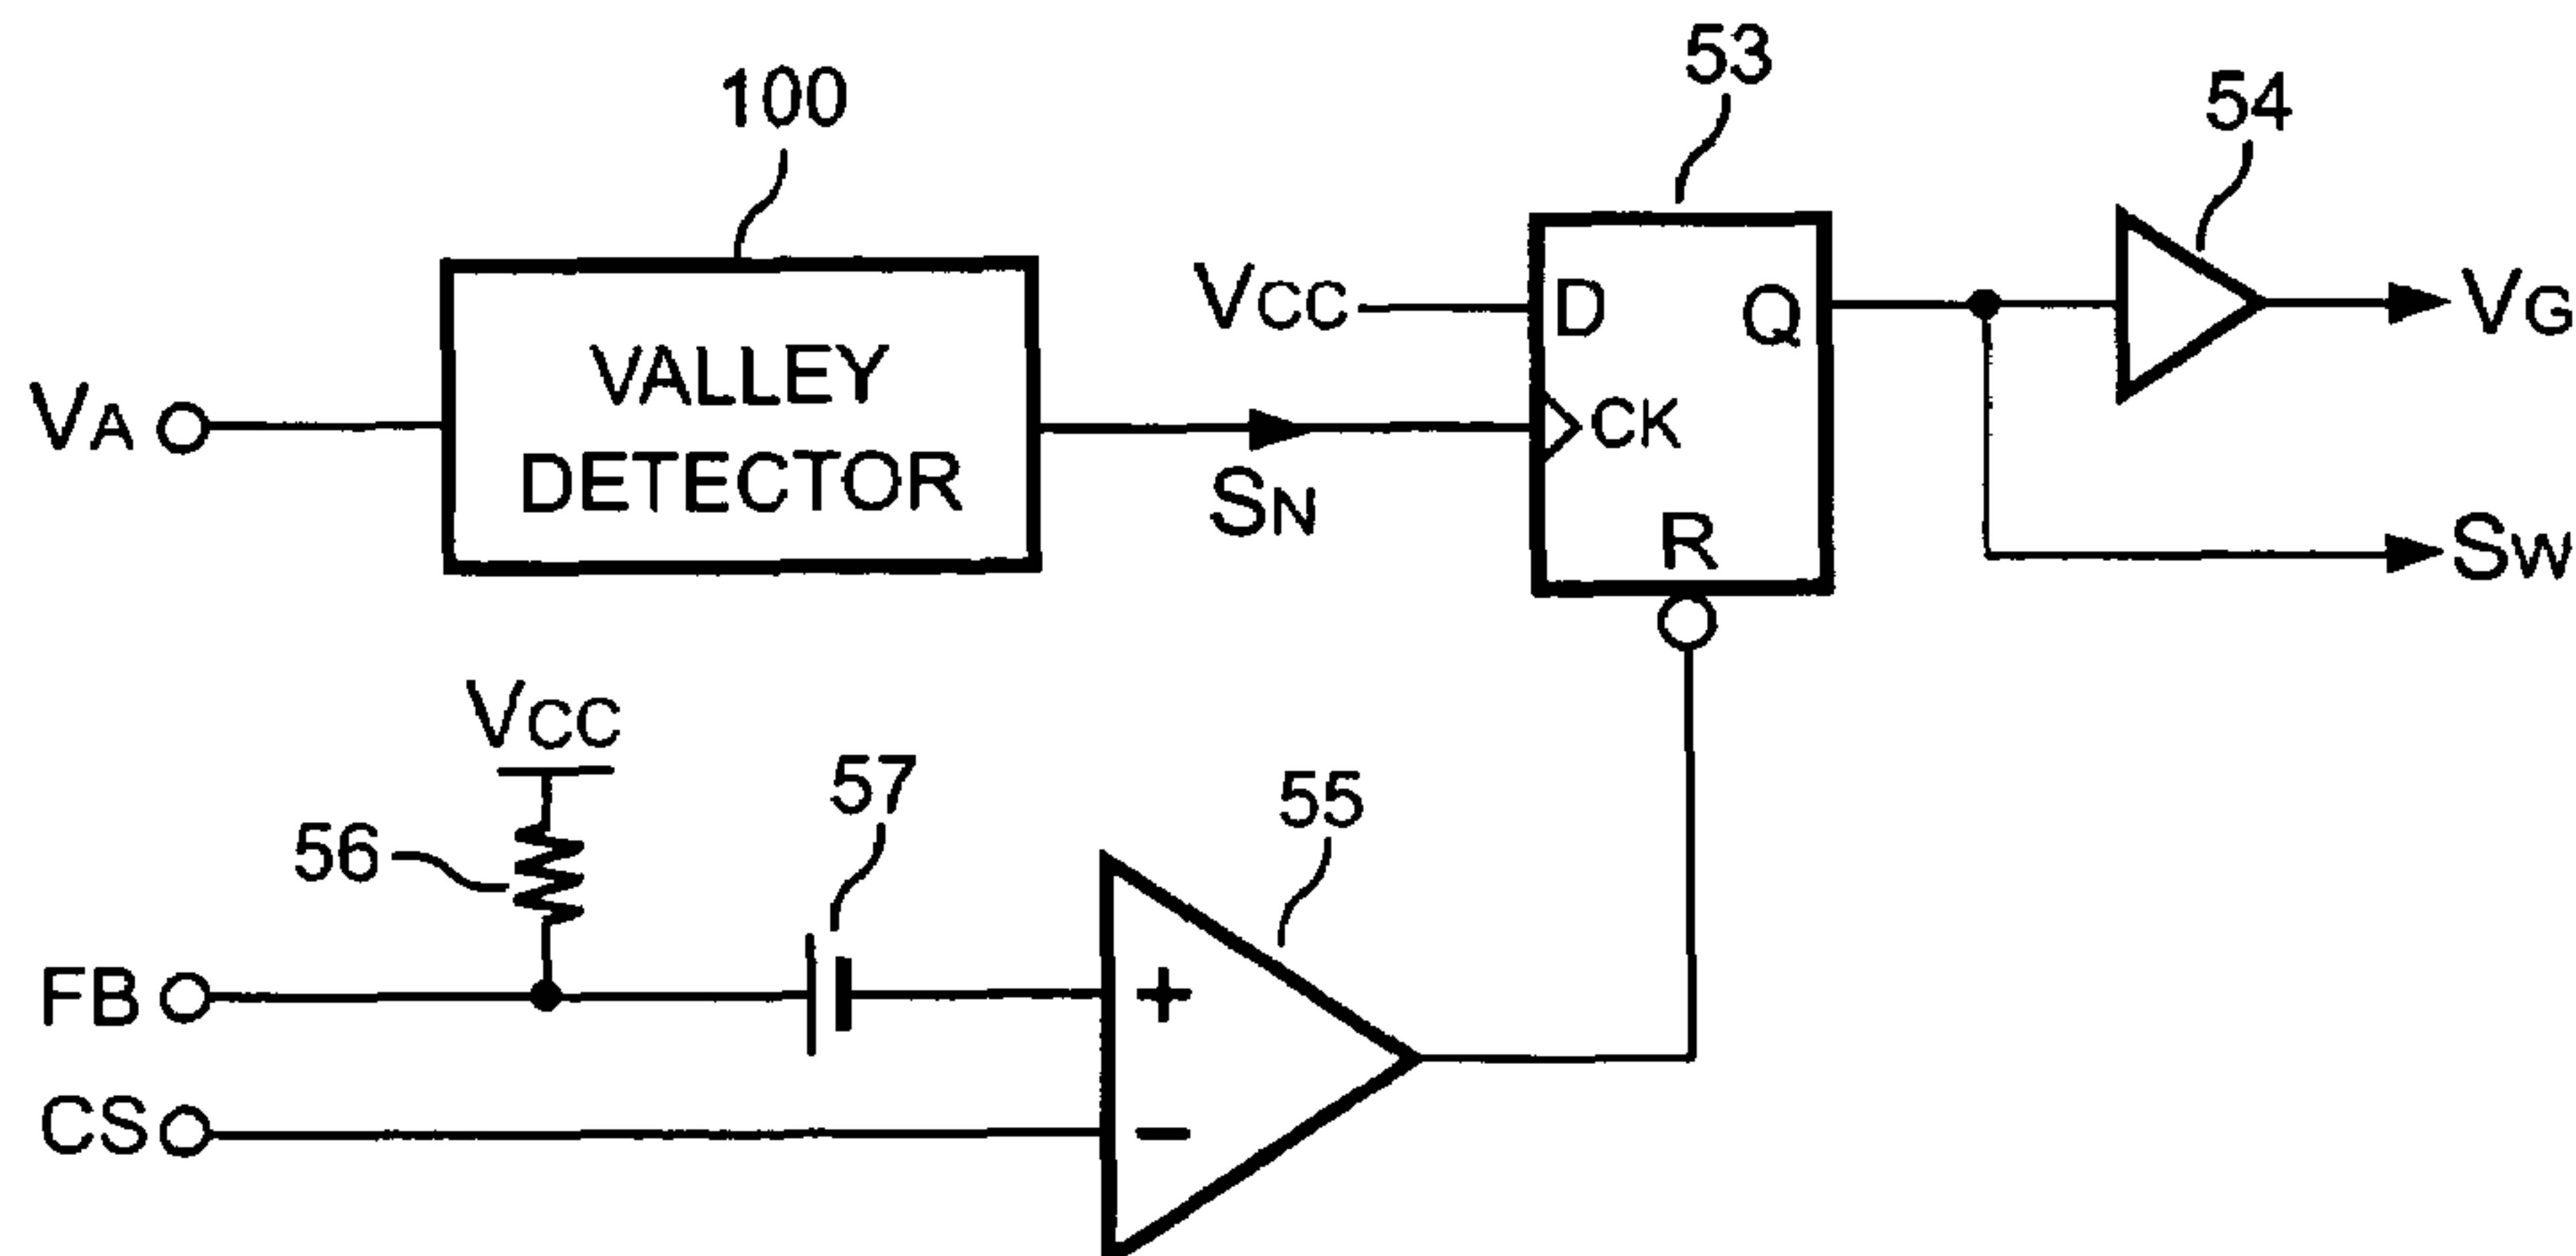 100
53
54
VCC
D
Q
VG
VA
VALLEY
DETECTOR
CK
SN
R
SW
VCC
57
56
55
FB
+
CS
−